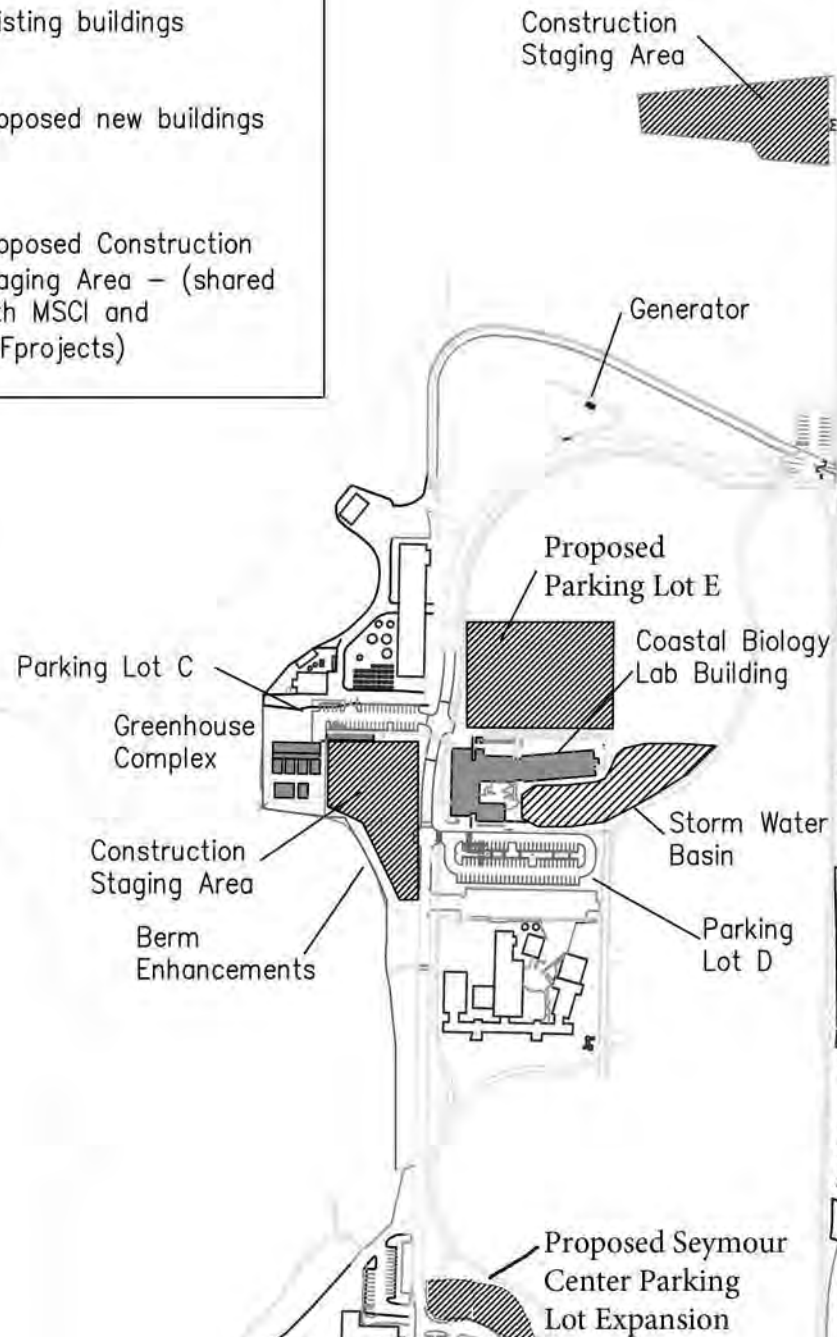 isting buildings
oposed new buildings
oposed Construction
aging Area – (shared
th MSCI and
Fprojects)
Construction
Staging Area
Generator
Proposed
Parking Lot E
Coastal Biology
Lab Building
Parking Lot C
Greenhouse
Complex
Construction
Staging Area
Storm Water
Basin
Berm
Enhancements
Parking
Lot D
Proposed Seymour
Center Parking
Lot Expansion